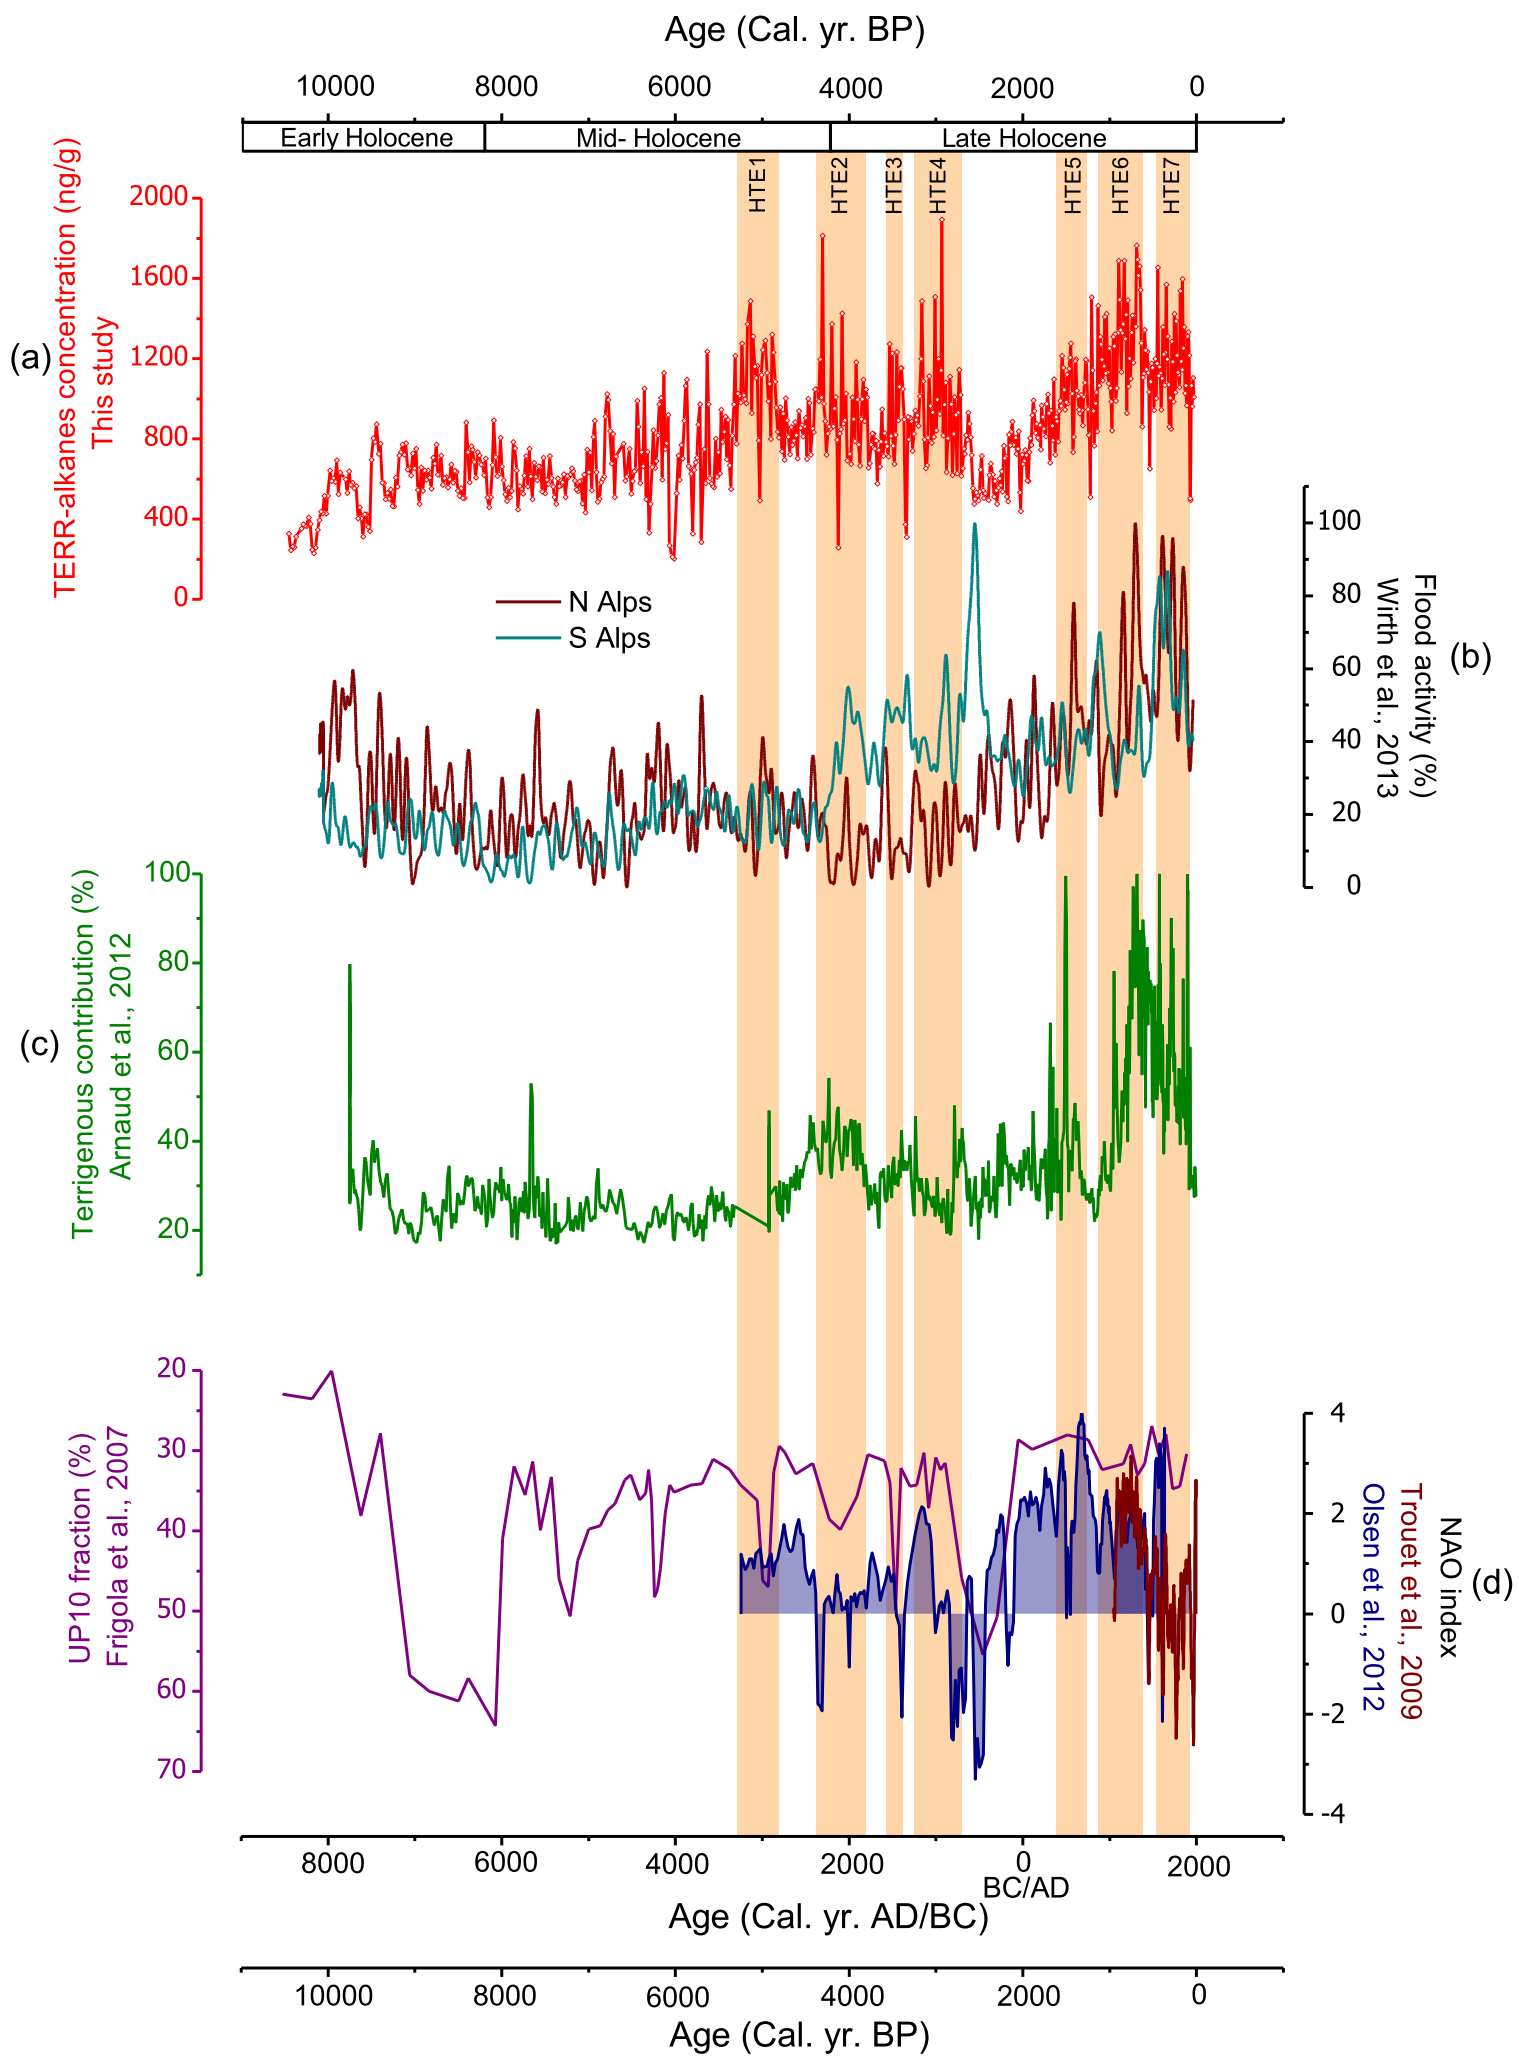 Age (Cal. yr. BP)
10000 8000 6000 4000 2000 0
Early Holocene Mid- Holocene Late Holocene
HTE1 HTE2 HTE3 HTE4 HTE5 HTE6 HTE7
(a)
TERR-alkanes concentration (ng/g)
This study
2000
1600
1200
800
400
0
N Alps
S Alps
100
80
60
40
20
0
Flood activity (%)
Wirth et al., 2013
(b)
(c)
Terrigenous contribution (%)
Arnaud et al., 2012
100
80
60
40
20
UP10 fraction (%)
Frigola et al., 2007
20
30
40
50
60
70
4
2
0
-2
-4
Olsen et al., 2012
Trouet et al., 2009
NAO index
(d)
8000 6000 4000 2000 0 2000
BC/AD
Age (Cal. yr. AD/BC)
10000 8000 6000 4000 2000 0
Age (Cal. yr. BP)